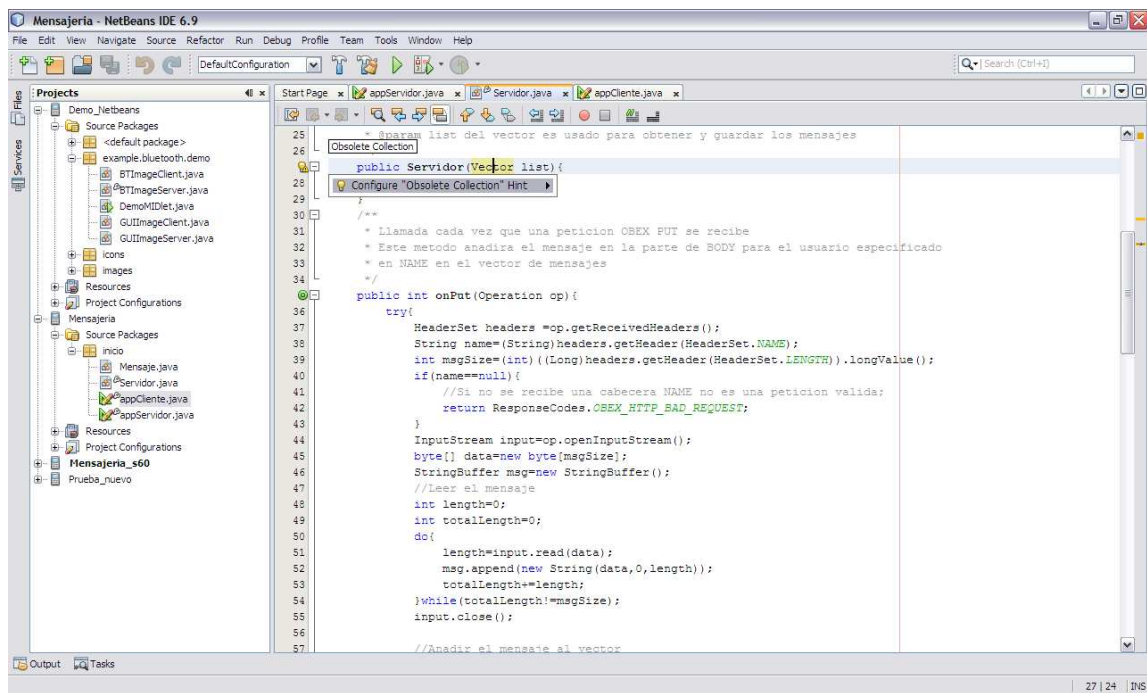 Mensajeria - NetBeans IDE 6.9
File Edit View Navigate Source Refactor Run Debug Profile Team Tools Window Help
DefaultConfiguration
Search (Ctrl+I)
Files
Services
Projects
Demo_Netbeans
Source Packages
<default package>
example.bluetooth.demo
BTImageClient.java
BTImageServer.java
DemoMIDlet.java
GUIImageClient.java
GUIImageServer.java
icons
images
Resources
Project Configurations
Mensajeria
Source Packages
inicio
Mensaje.java
Servidor.java
appCliente.java
appServidor.java
Resources
Project Configurations
Mensajeria_s60
Prueba_nuevo
Start Page x appServidor.java x Servidor.java x appCliente.java x
25 * @param list del vector es usado para obtener y guardar los mensajes
26 Obsolete Collection
public Servidor(Vector list){
28 Configure "Obsolete Collection" Hint
29 }
30 /**
31 * Llamada cada vez que una peticion OBEX PUT se recibe
32 * Este metodo anadira el mensaje en la parte de BODY para el usuario especificado
33 * en NAME en el vector de mensajes
34 */
public int onPut(Operation op){
36 try{
37 HeaderSet headers =op.getReceivedHeaders();
38 String name=(String)headers.getHeader(HeaderSet.NAME);
39 int msgSize=(int)((Long)headers.getHeader(HeaderSet.LENGTH)).longValue();
40 if(name==null){
41 //Si no se recibe una cabecera NAME no es una peticion valida;
42 return ResponseCodes.OBEX_HTTP_BAD_REQUEST;
43 }
44 InputStream input=op.openInputStream();
45 byte[] data=new byte[msgSize];
46 StringBuffer msg=new StringBuffer();
47 //Leer el mensaje
48 int length=0;
49 int totalLength=0;
50 do{
51 length=input.read(data);
52 msg.append(new String(data,0,length));
53 totalLength+=length;
54 }while(totalLength!=msgSize);
55 input.close();
56
57 //Anadir el mensaje al vector
Output Tasks
27 | 24 INS